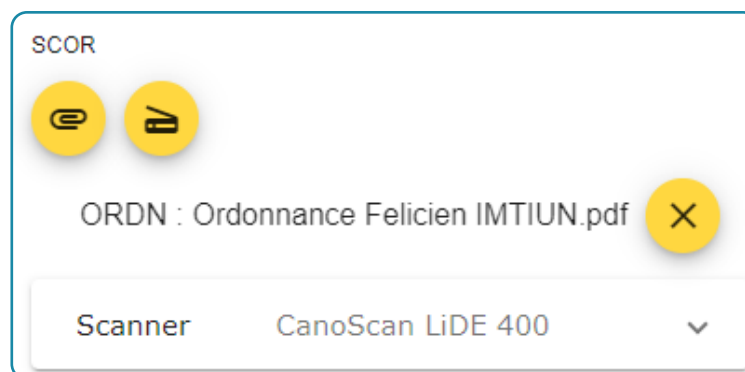 SCOR
ORDN : Ordonnance Felicien IMTIUN.pdf
Scanner CanoScan LiDE 400